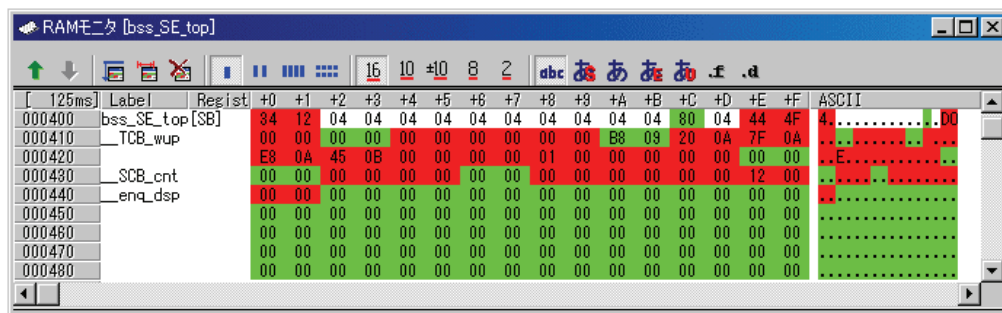 RAMモニタ [bss_SE_top]
16 10 ±10 8 2 abc あS あ あE あU .f .d
[ 125ms] Label Regist +0 +1 +2 +3 +4 +5 +6 +7 +8 +9 +A +B +C +D +E +F ASCII
000400 bss_SE_top[SB] 34 12 04 04 04 04 04 04 04 04 04 04 80 04 44 4F 4.............DO
000410 __TCB_wup 00 00 00 00 00 00 00 00 00 00 B8 09 20 0A 7F 0A ............ ...
000420 E8 0A 45 0B 00 00 00 00 01 00 00 00 00 00 00 00 ..E.............
000430 __SCB_cnt 00 00 00 00 00 00 00 00 00 00 00 00 00 00 12 00 ................
000440 __enq_dsp 00 00 00 00 00 00 00 00 00 00 00 00 00 00 00 00 ................
000450 00 00 00 00 00 00 00 00 00 00 00 00 00 00 00 00 ................
000460 00 00 00 00 00 00 00 00 00 00 00 00 00 00 00 00 ................
000470 00 00 00 00 00 00 00 00 00 00 00 00 00 00 00 00 ................
000480 00 00 00 00 00 00 00 00 00 00 00 00 00 00 00 00 ................